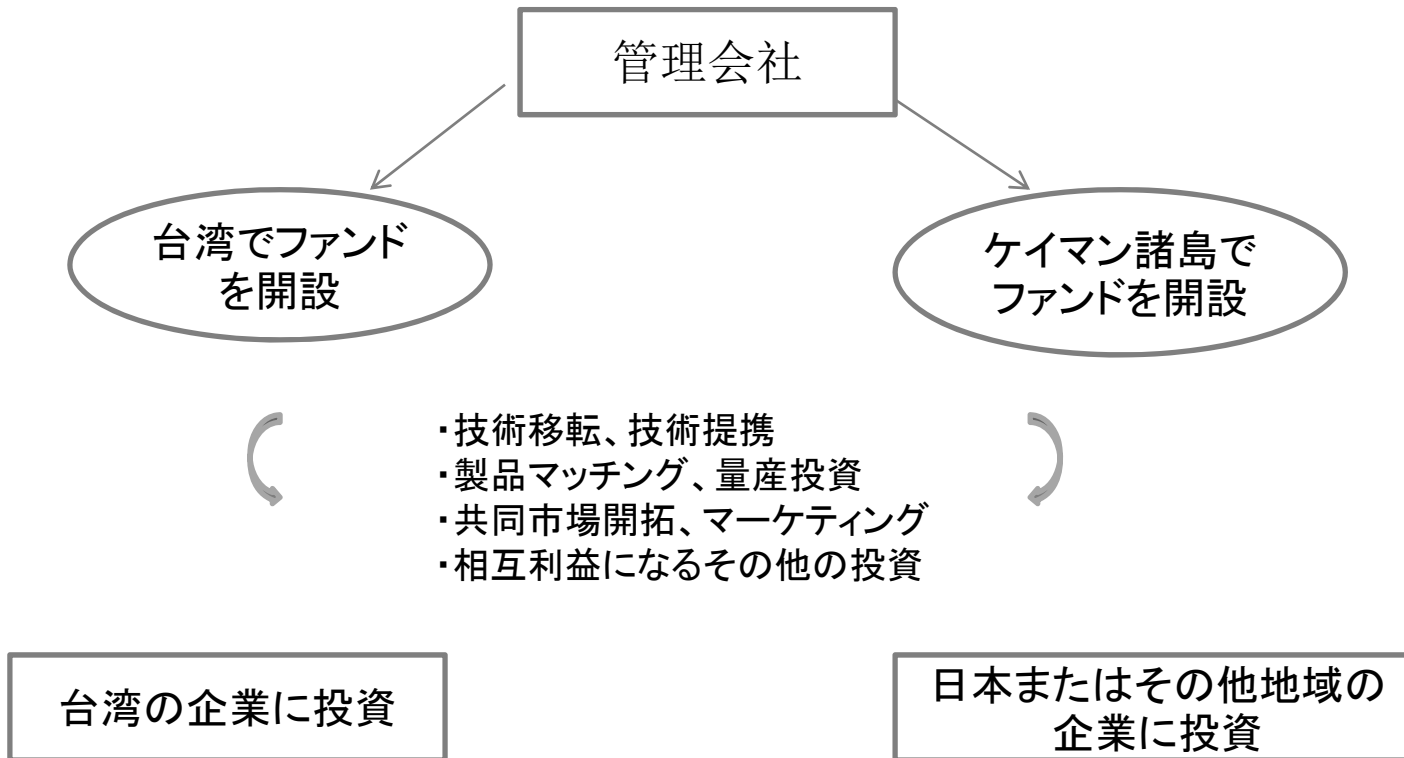 管理会社
台湾でファンド
を開設
ケイマン諸島で
ファンドを開設
・技術移転、技術提携
・製品マッチング、量産投資
・共同市場開拓、マーケティング
・相互利益になるその他の投資
台湾の企業に投資
日本またはその他地域の
企業に投資